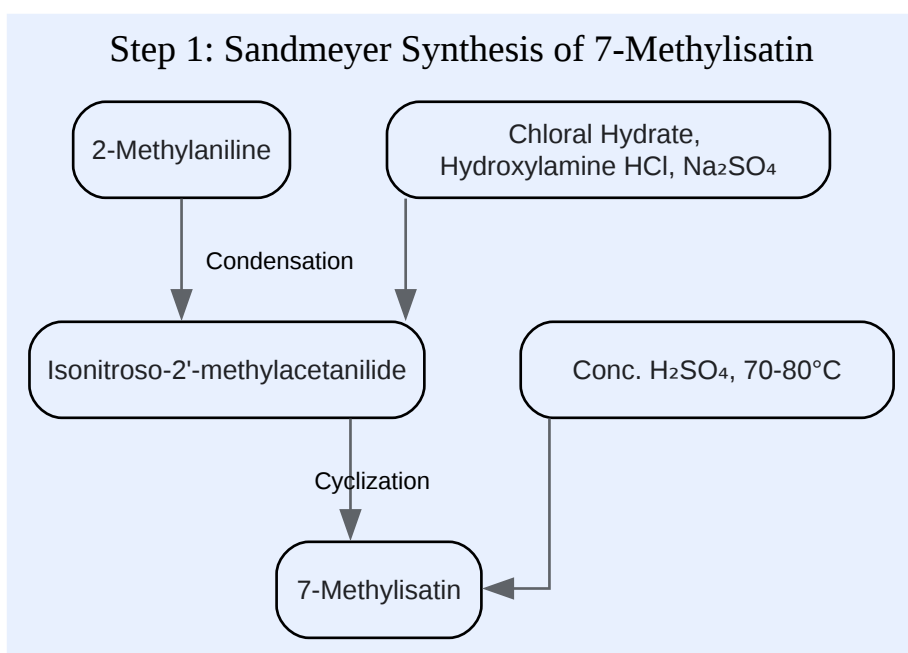 Step 1: Sandmeyer Synthesis of 7-Methylisatin
2-Methylaniline
Chloral Hydrate,
Hydroxylamine HCl, Na₂SO₄
Condensation
Isonitroso-2'-methylacetanilide
Conc. H₂SO₄, 70-80°C
Cyclization
7-Methylisatin